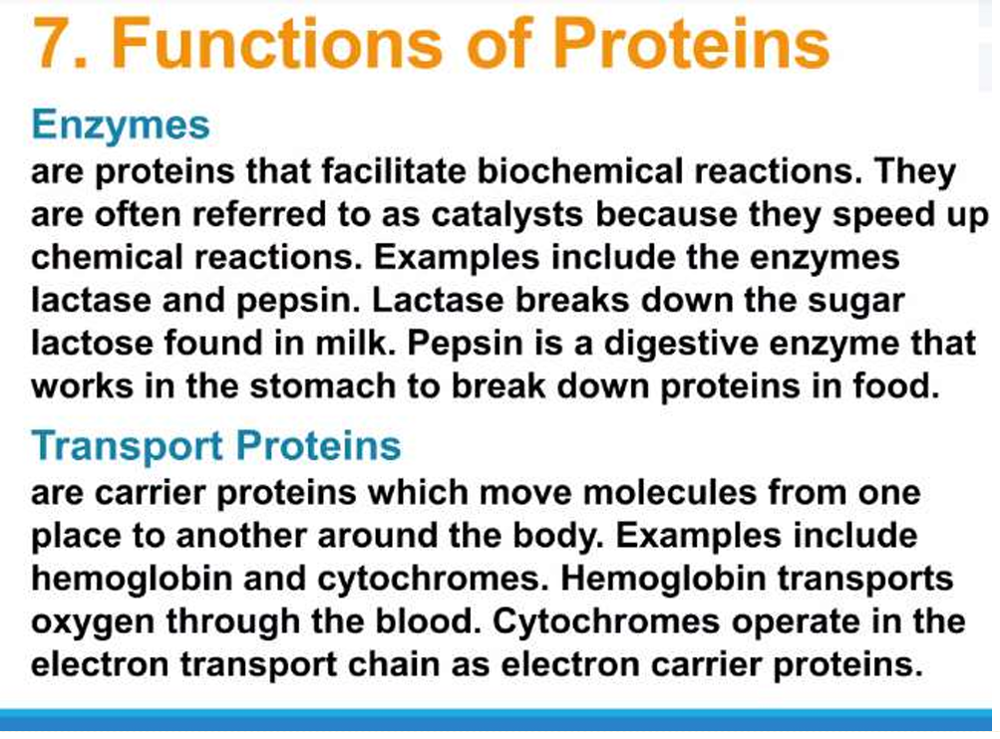 7. Functions of Proteins
Enzymes
are proteins that facilitate biochemical reactions. They
are often referred to as catalysts because they speed up
chemical reactions. Examples include the enzymes
lactase and pepsin. Lactase breaks down the sugar
lactose found in milk. Pepsin is a digestive enzyme that
works in the stomach to break down proteins in food.
Transport Proteins
are carrier proteins which move molecules from one
place to another around the body. Examples include
hemoglobin and cytochromes. Hemoglobin transports
oxygen through the blood. Cytochromes operate in the
electron transport chain as electron carrier proteins.